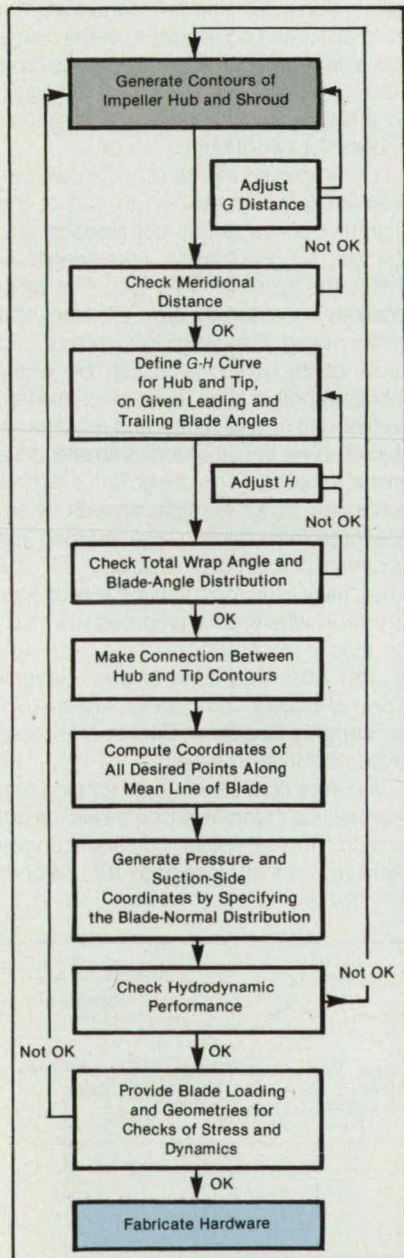 Generate Contours of
Impeller Hub and Shroud
Adjust
G Distance
Not OK
Check Meridional
Distance
OK
Define G-H Curve
for Hub and Tip,
on Given Leading and
Trailing Blade Angles
Adjust H
Not OK
Check Total Wrap Angle and
Blade-Angle Distribution
OK
Make Connection Between
Hub and Tip Contours
Compute Coordinates of
All Desired Points Along
Mean Line of Blade
Generate Pressure- and
Suction-Side
Coordinates by Specifying
the Blade-Normal Distribution
Not OK
Check Hydrodynamic
Performance
Not OK
OK
Provide Blade Loading
and Geometries for
Checks of Stress and
Dynamics
OK
Fabricate Hardware